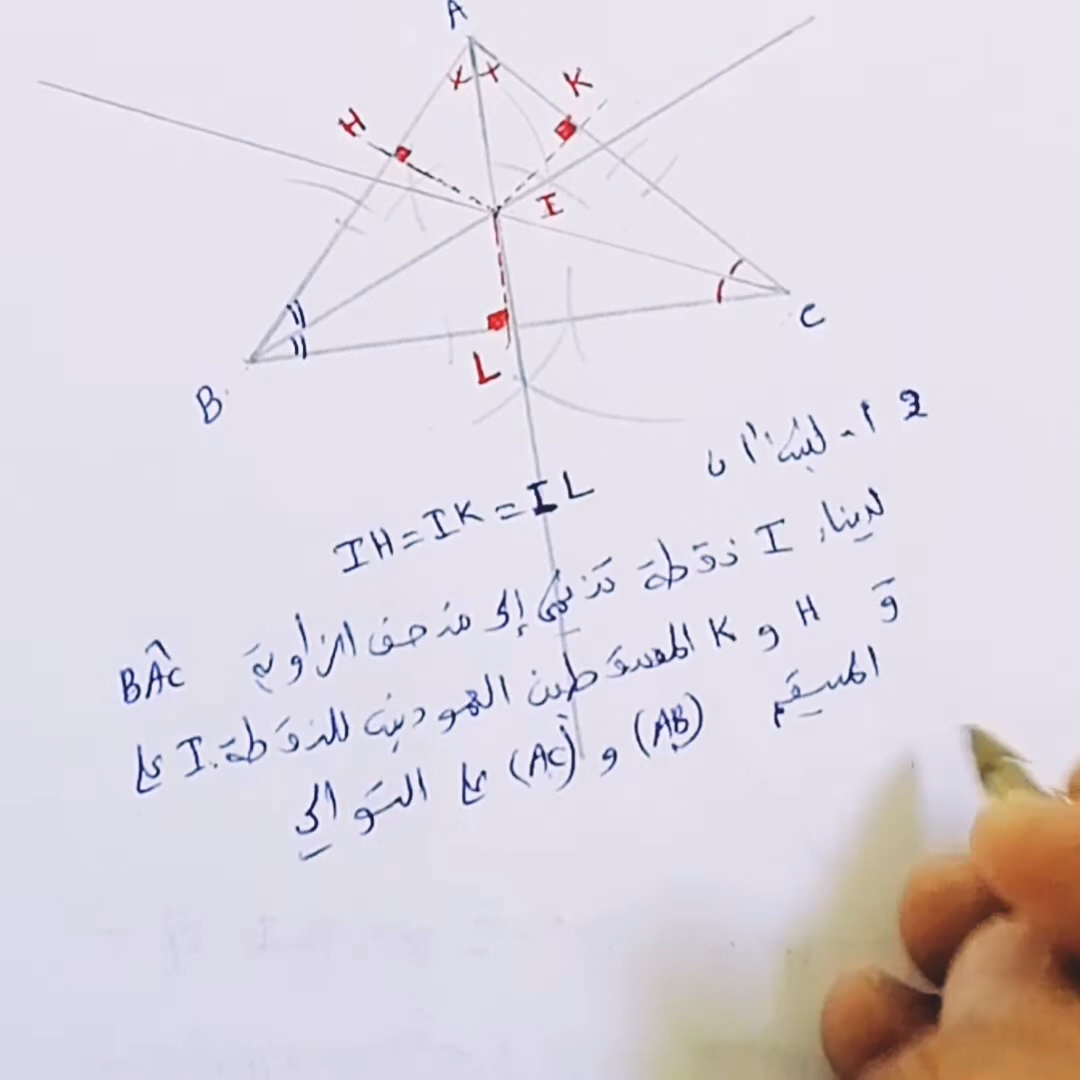 A
K
H
I
L
C
B
2 1- لنبين أن
IH=IK=IL
لدينا، I نقطة تنتمي إلى منصف الزاوية BÂC
و H و K المسقطين العموديين للنقطة I على
المستقيم (AB) و (AC) على التوالي